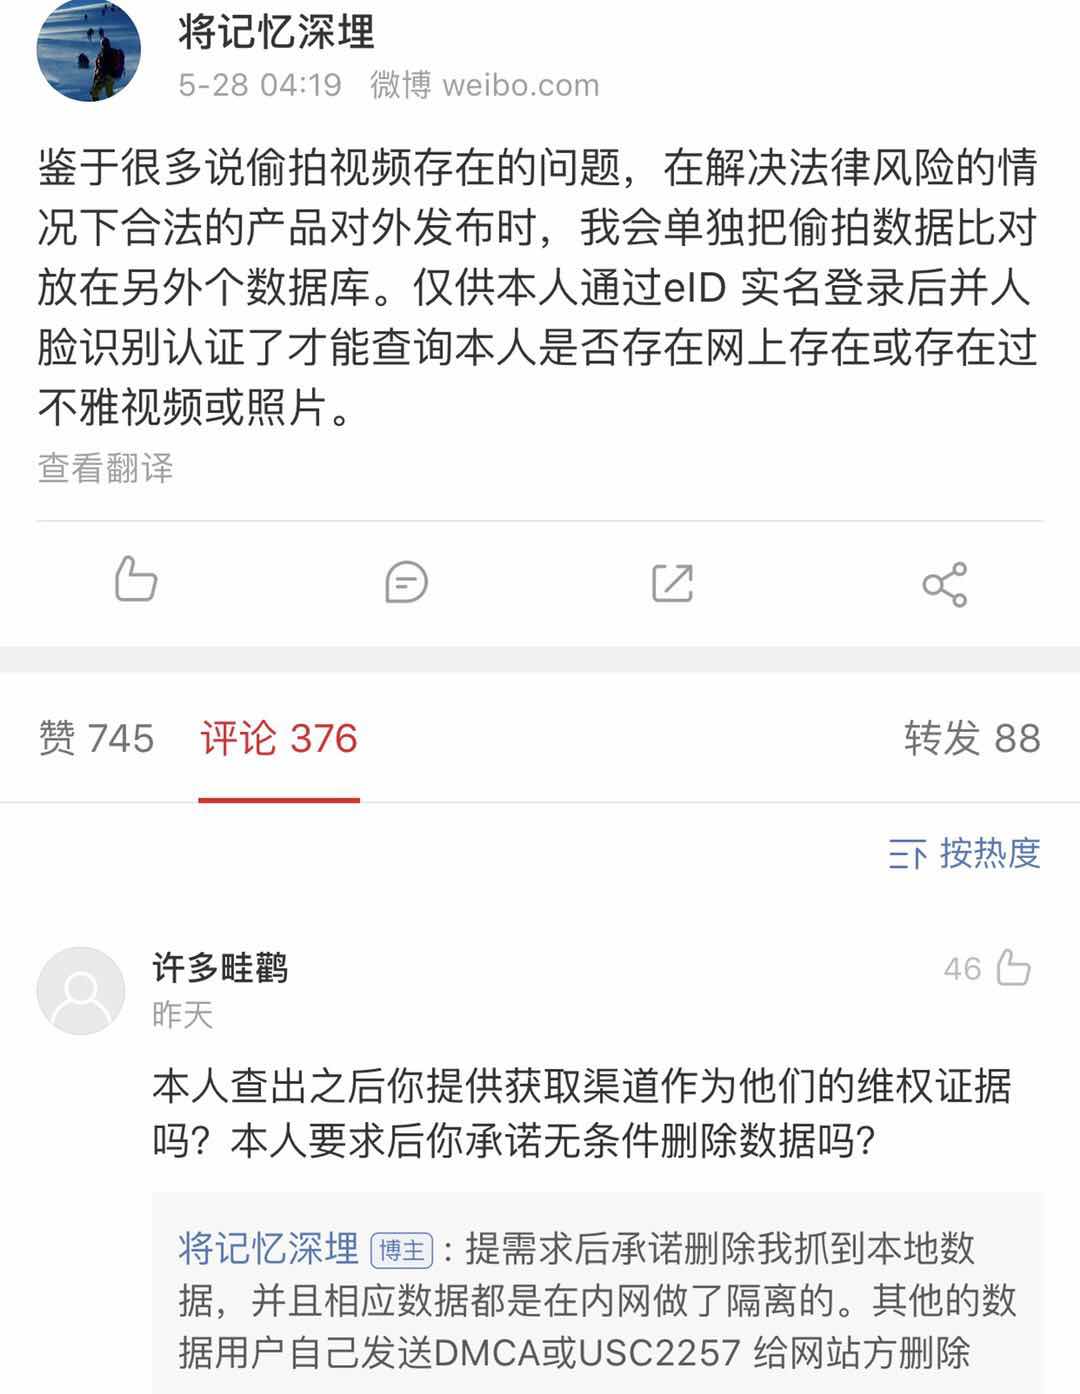 将记忆深埋
5-28 04:19 微博 weibo.com
鉴于很多说偷拍视频存在的问题，在解决法律风险的情
况下合法的产品对外发布时，我会单独把偷拍数据比对
放在另外个数据库。仅供本人通过eID 实名登录后并人
脸识别认证了才能查询本人是否存在网上存在或存在过
不雅视频或照片。
查看翻译
赞 745 评论 376 转发 88
按热度
许多畦鹳 46
昨天
本人查出之后你提供获取渠道作为他们的维权证据
吗？本人要求后你承诺无条件删除数据吗？
将记忆深埋 博主：提需求后承诺删除我抓到本地数
据，并且相应数据都是在内网做了隔离的。其他的数
据用户自己发送DMCA或USC2257 给网站方删除